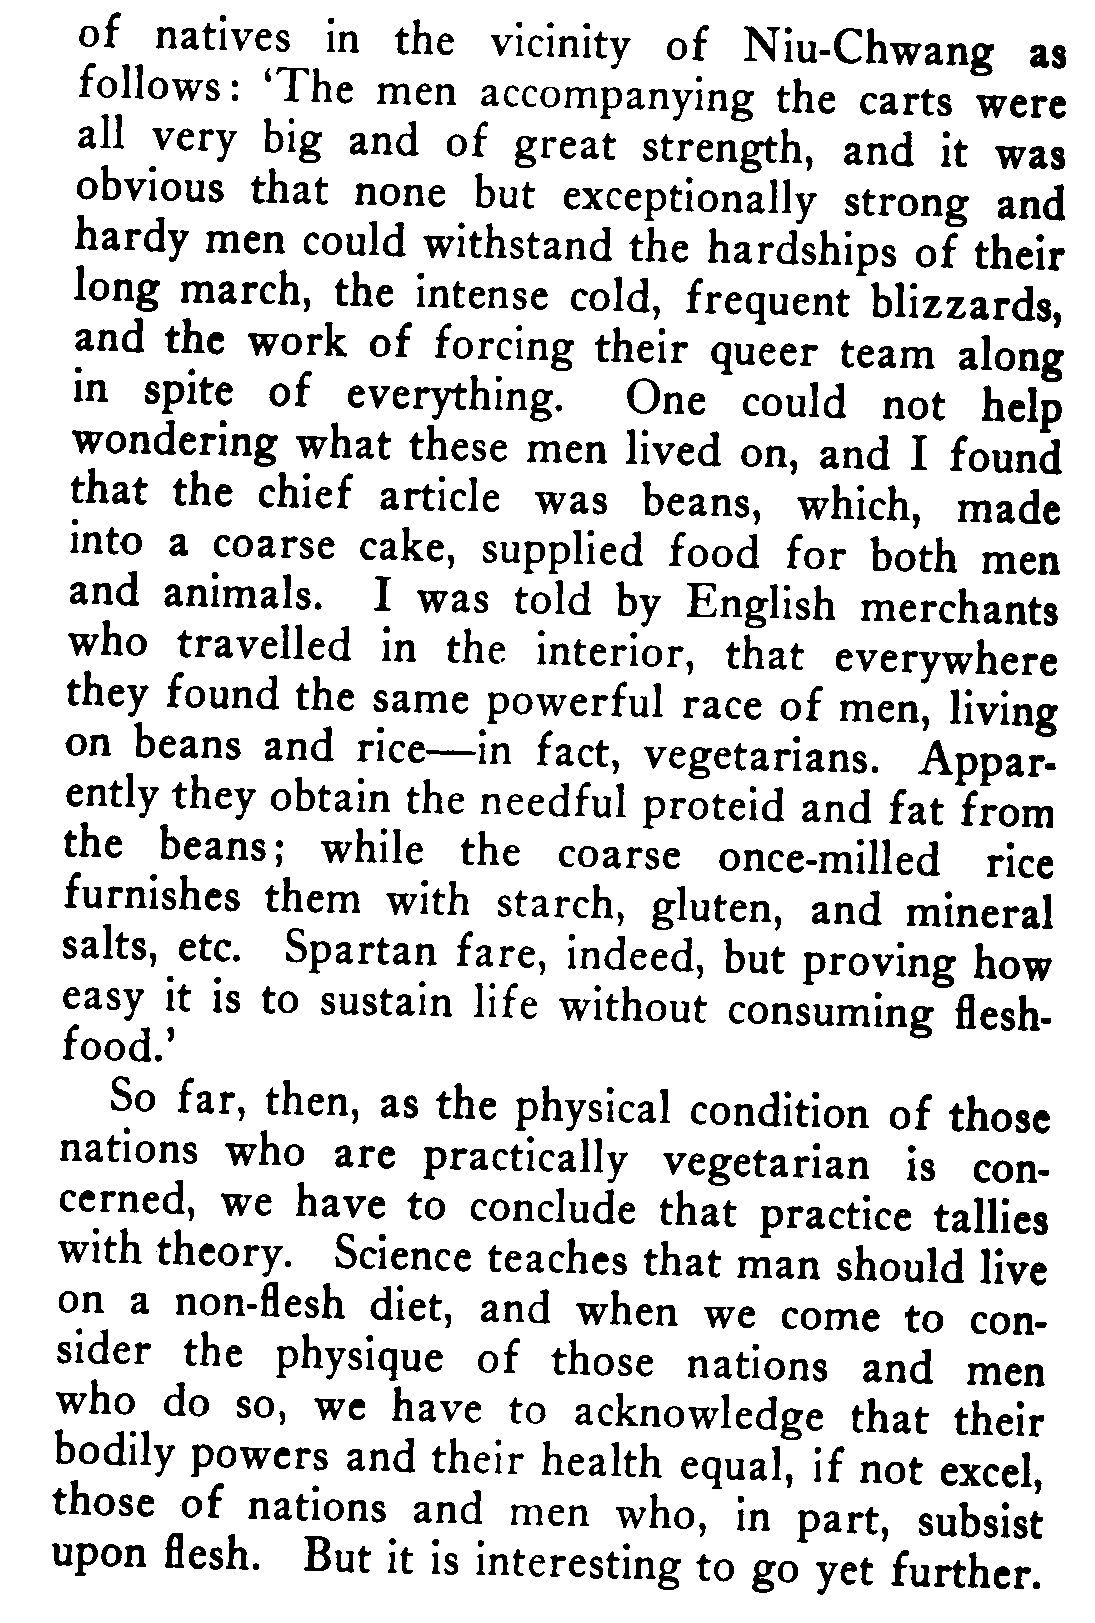 of natives in the vicinity of Niu-Chwang as
follows: ‘The men accompanying the carts were
all very big and of great strength, and it was
obvious that none but exceptionally strong and
hardy men could withstand the hardships of their
long march, the intense cold, frequent blizzards,
and the work of forcing their queer team along
in spite of everything. One could not help
wondering what these men lived on, and I found
that the chief article was beans, which, made
into a coarse cake, supplied food for both men
and animals. I was told by English merchants
who travelled in the interior, that everywhere
they found the same powerful race of men, living
on beans and rice—in fact, vegetarians. Appar-
ently they obtain the needful proteid and fat from
the beans; while the coarse once-milled rice
furnishes them with starch, gluten, and mineral
salts, etc. Spartan fare, indeed, but proving how
easy it is to sustain life without consuming flesh-
food.’
So far, then, as the physical condition of those
nations who are practically vegetarian is con-
cerned, we have to conclude that practice tallies
with theory. Science teaches that man should live
on a non-flesh diet, and when we come to con-
sider the physique of those nations and men
who do so, we have to acknowledge that their
bodily powers and their health equal, if not excel,
those of nations and men who, in part, subsist
upon flesh. But it is interesting to go yet further.